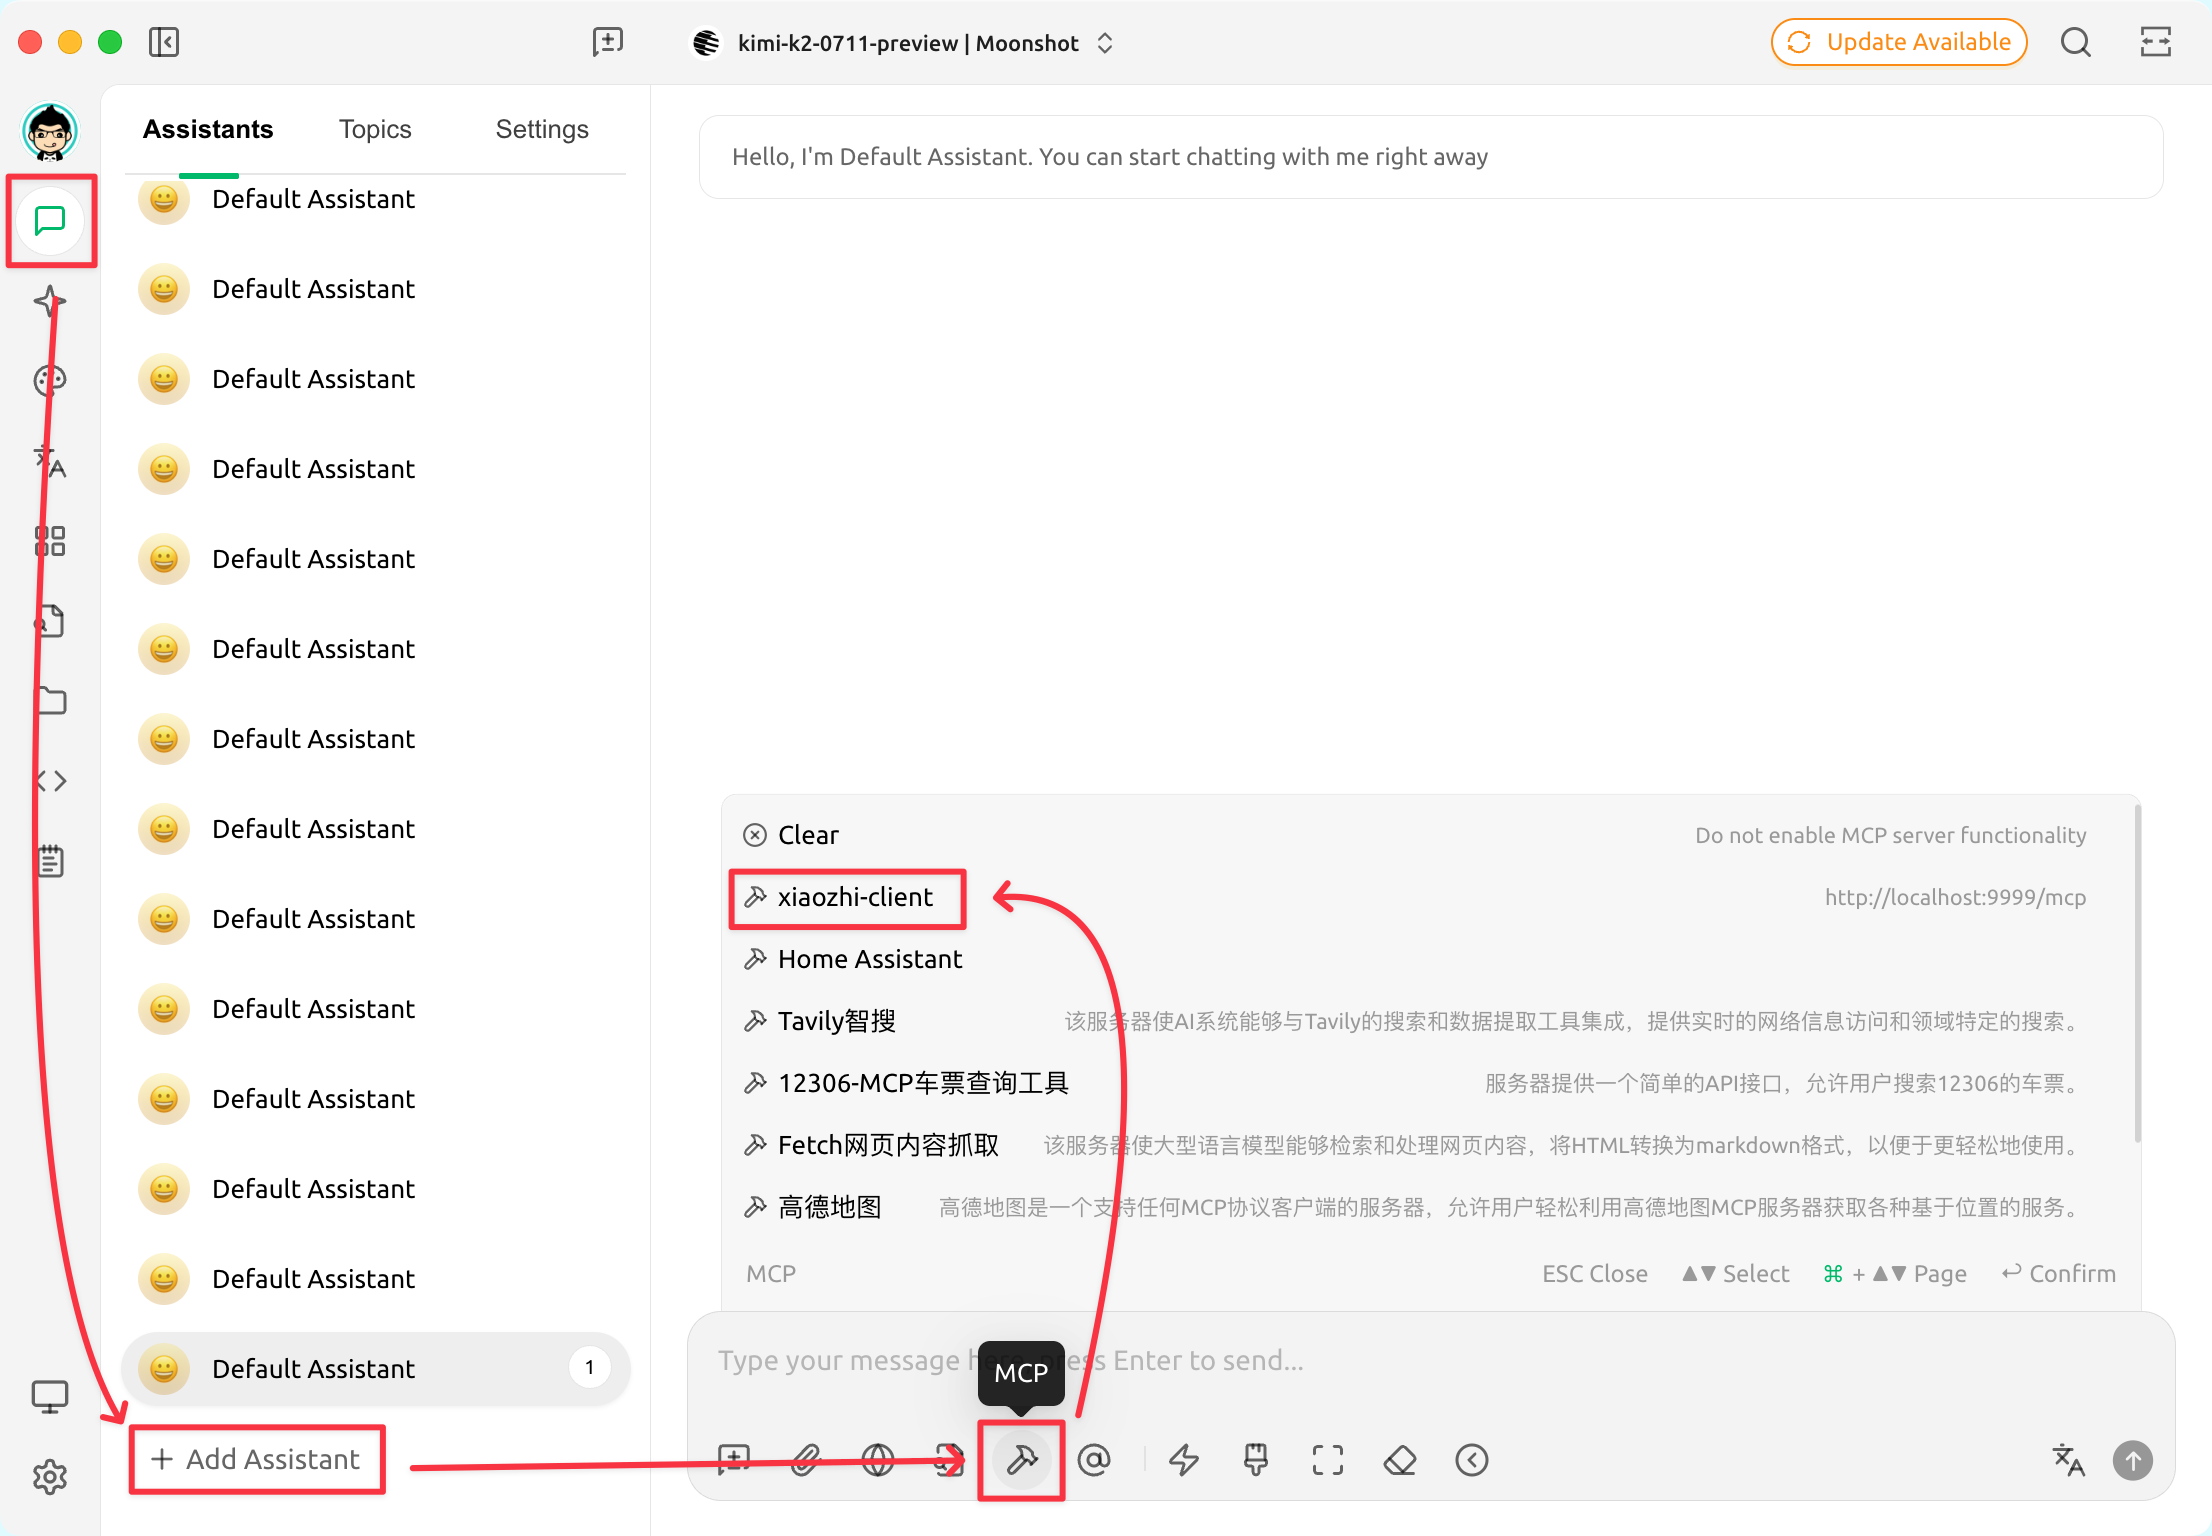 kimi-k2-0711-preview | Moonshot
Update Available
Assistants
Topics
Settings
Default Assistant
Default Assistant
Default Assistant
Default Assistant
Default Assistant
Default Assistant
Default Assistant
Default Assistant
Default Assistant
Default Assistant
Default Assistant
Default Assistant
Default Assistant
Default Assistant 1
+ Add Assistant
Hello, I'm Default Assistant. You can start chatting with me right away
Clear Do not enable MCP server functionality
xiaozhi-client http://localhost:9999/mcp
Home Assistant
Tavily智搜 该服务器使AI系统能够与Tavily的搜索和数据提取工具集成，提供实时的网络信息访问和领域特定的搜索。
12306-MCP车票查询工具 服务器提供一个简单的API接口，允许用户搜索12306的车票。
Fetch网页内容抓取 该服务器使大型语言模型能够检索和处理网页内容，将HTML转换为markdown格式，以便于更轻松地使用。
高德地图 高德地图是一个支持任何MCP协议客户端的服务器，允许用户轻松利用高德地图MCP服务器获取各种基于位置的服务。
MCP ESC Close ▲▼ Select ⌘ + ▲▼ Page ↩ Confirm
Type your message here, press Enter to send...
MCP